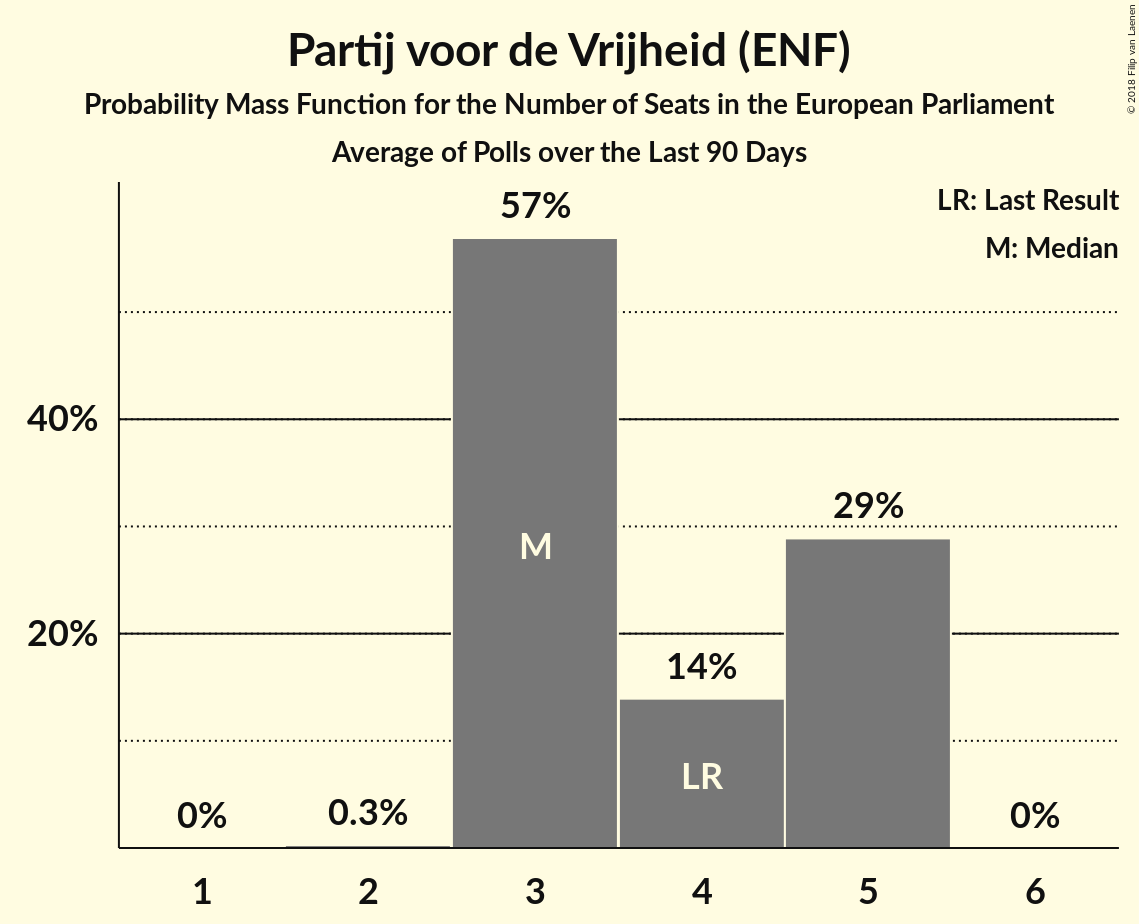 Partij voor de Vrijheid (ENF)
Probability Mass Function for the Number of Seats in the European Parliament
Average of Polls over the Last 90 Days
© 2018 Filip van Laenen
LR: Last Result
M: Median
57%
40%
29%
M
20%
14%
LR
0%
0.3%
0%
1 2 3 4 5 6